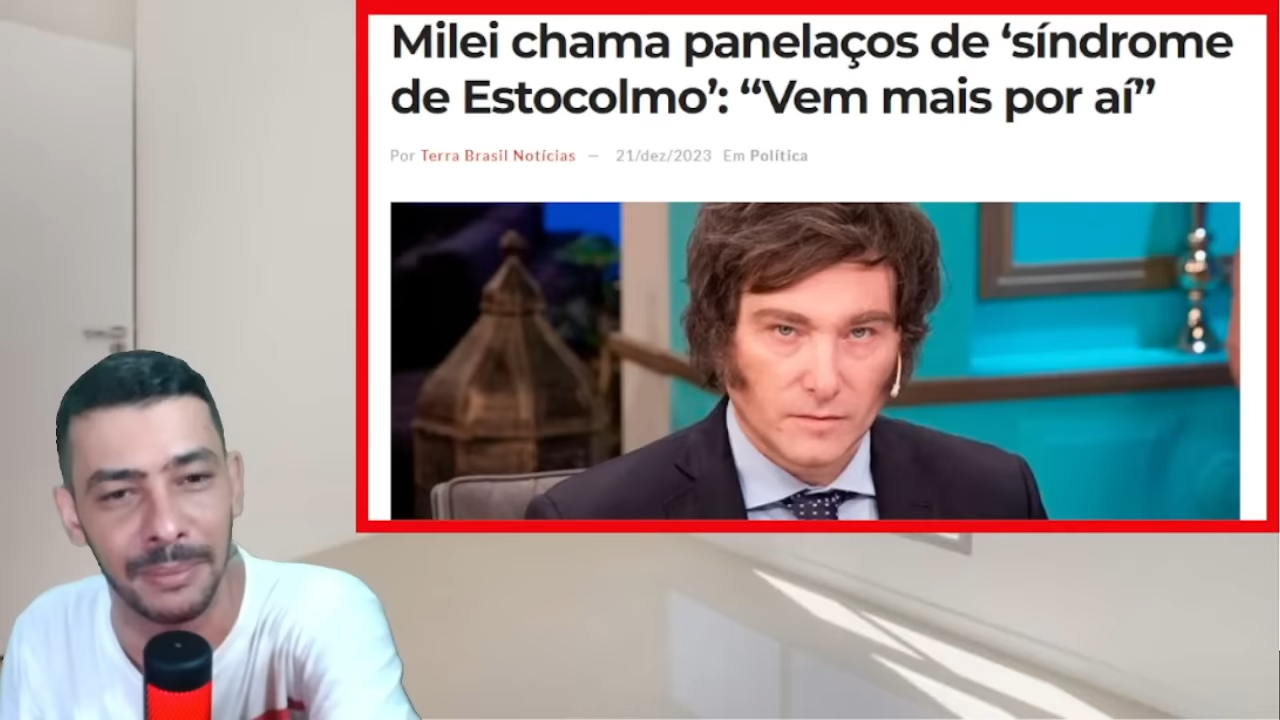 Milei chama panelaços de ‘síndrome
de Estocolmo’: “Vem mais por aí”
Por Terra Brasil Notícias — 21/dez/2023 Em Política